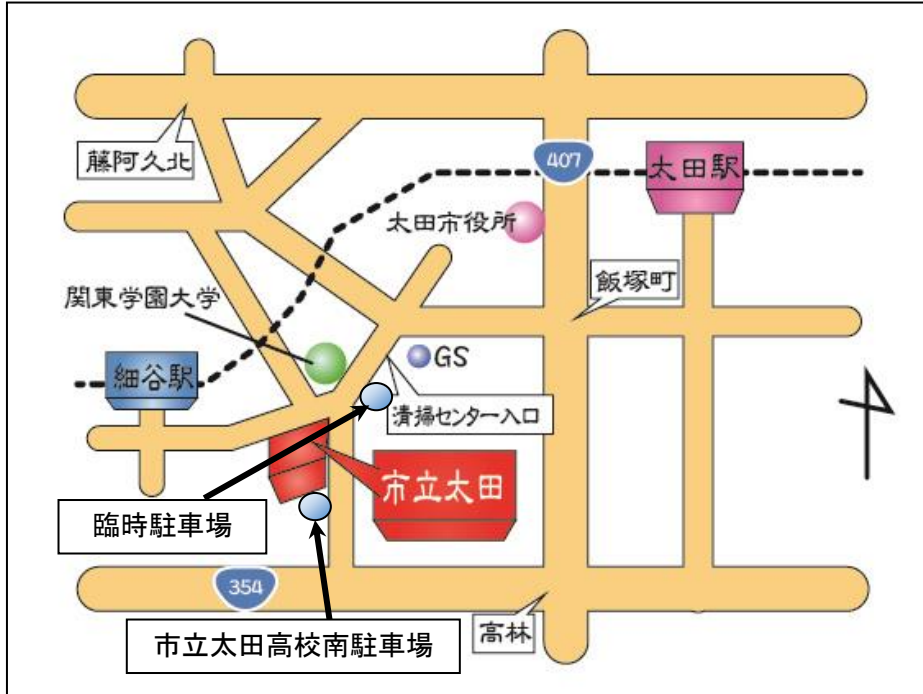 藤阿久北
407
太田駅
太田市役所
飯塚町
関東学園大学
GS
細谷駅
清掃センター入口
市立太田
臨時駐車場
354
高林
市立太田高校南駐車場